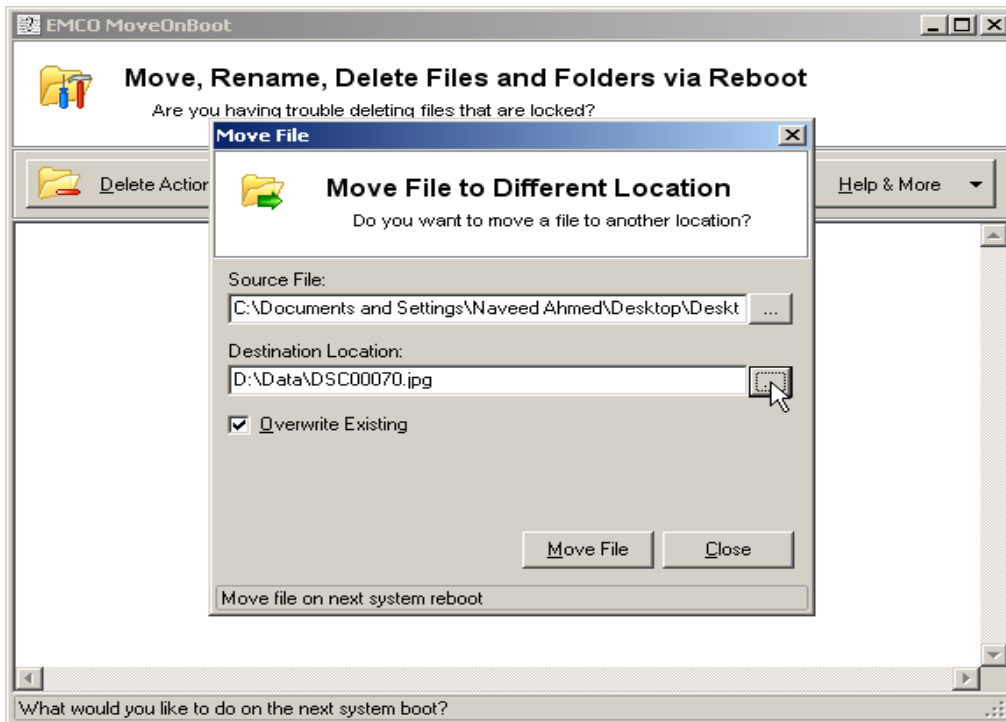 EMCO MoveOnBoot
Move, Rename, Delete Files and Folders via Reboot
Are you having trouble deleting files that are locked?
Delete Action
Help & More
Move File
Move File to Different Location
Do you want to move a file to another location?
Source File:
C:\Documents and Settings\Naveed Ahmed\Desktop\Deskt
...
Destination Location:
D:\Data\DSC00070.jpg
...
Overwrite Existing
Move File
Close
Move file on next system reboot
What would you like to do on the next system boot?